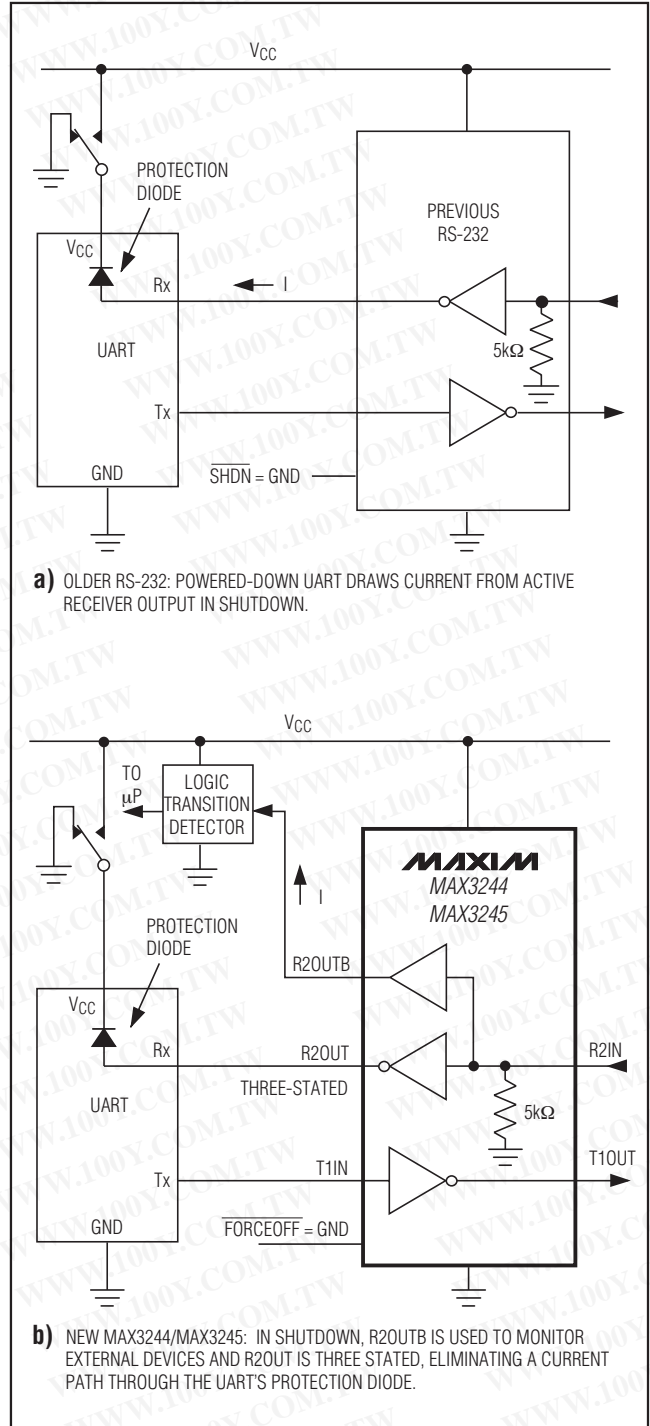 VCC
PROTECTION
DIODE
PREVIOUS
RS-232
VCC
Rx
I
UART
5kΩ
Tx
GND
SHDN = GND
a) OLDER RS-232: POWERED-DOWN UART DRAWS CURRENT FROM ACTIVE
RECEIVER OUTPUT IN SHUTDOWN.
VCC
TO
µP
LOGIC
TRANSITION
DETECTOR
MAXIM
MAX3244
MAX3245
I
PROTECTION
DIODE
R2OUTB
VCC
Rx
R2OUT
R2IN
THREE-STATED
UART
5kΩ
Tx
T1IN
T1OUT
GND
FORCEOFF = GND
b) NEW MAX3244/MAX3245: IN SHUTDOWN, R2OUTB IS USED TO MONITOR
EXTERNAL DEVICES AND R2OUT IS THREE STATED, ELIMINATING A CURRENT
PATH THROUGH THE UART'S PROTECTION DIODE.
WWW.100Y.COM.TW